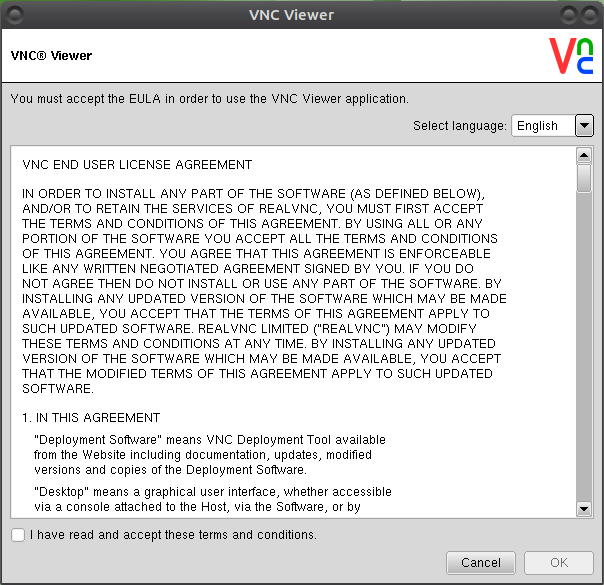 VNC Viewer
VNC® Viewer
Vnc
You must accept the EULA in order to use the VNC Viewer application.
Select language: English
VNC END USER LICENSE AGREEMENT
IN ORDER TO INSTALL ANY PART OF THE SOFTWARE (AS DEFINED BELOW),
AND/OR TO RETAIN THE SERVICES OF REALVNC, YOU MUST FIRST ACCEPT
THE TERMS AND CONDITIONS OF THIS AGREEMENT. BY USING ALL OR ANY
PORTION OF THE SOFTWARE YOU ACCEPT ALL THE TERMS AND CONDITIONS
OF THIS AGREEMENT. YOU AGREE THAT THIS AGREEMENT IS ENFORCEABLE
LIKE ANY WRITTEN NEGOTIATED AGREEMENT SIGNED BY YOU. IF YOU DO
NOT AGREE THEN DO NOT INSTALL OR USE ANY PART OF THE SOFTWARE. BY
INSTALLING ANY UPDATED VERSION OF THE SOFTWARE WHICH MAY BE MADE
AVAILABLE, YOU ACCEPT THAT THE TERMS OF THIS AGREEMENT APPLY TO
SUCH UPDATED SOFTWARE. REALVNC LIMITED ("REALVNC") MAY MODIFY
THESE TERMS AND CONDITIONS AT ANY TIME. BY INSTALLING ANY UPDATED
VERSION OF THE SOFTWARE WHICH MAY BE MADE AVAILABLE, YOU ACCEPT
THAT THE MODIFIED TERMS OF THIS AGREEMENT APPLY TO SUCH UPDATED
SOFTWARE.
1. IN THIS AGREEMENT
"Deployment Software" means VNC Deployment Tool available
from the Website including documentation, updates, modified
versions and copies of the Deployment Software.
"Desktop" means a graphical user interface, whether accessible
via a console attached to the Host, via the Software, or by
I have read and accept these terms and conditions.
Cancel OK